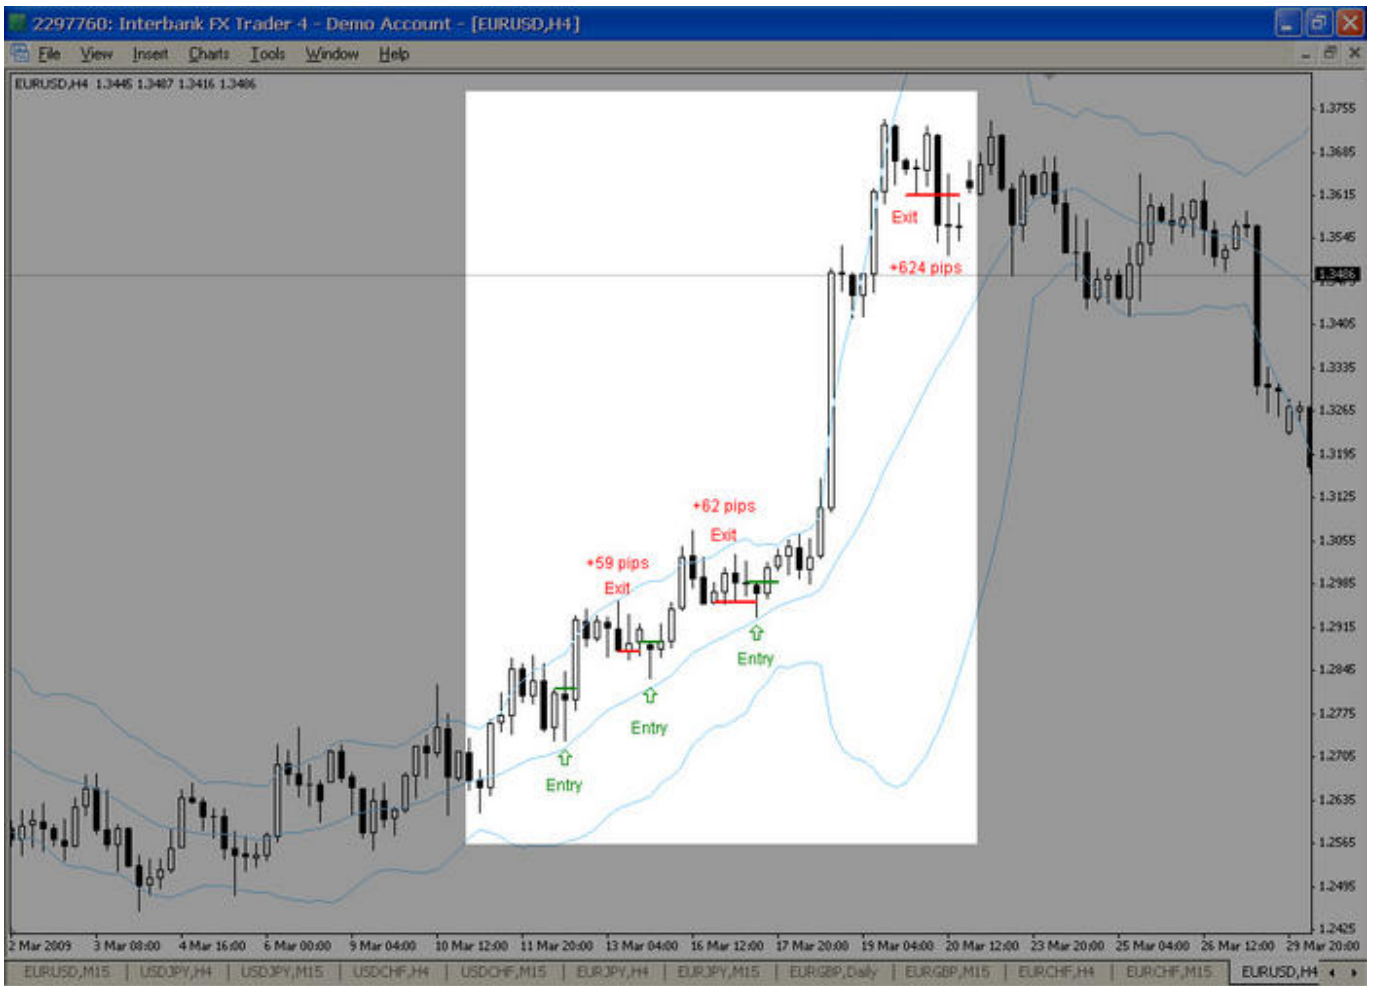 2297760: Interbank FX Trader 4 - Demo Account - [EURUSD,H4]
File View Insert Charts Tools Window Help
EURUSD,H4 1.3445 1.3487 1.3416 1.3486
1.3755
1.3685
1.3615
Exit
1.3545
+624 pips
1.3486
1.3405
1.3335
1.3265
1.3195
1.3125
+62 pips
Exit
1.3055
+59 pips
Exit
1.2985
1.2915
Entry
1.2845
Entry
1.2775
1.2705
Entry
1.2635
1.2565
1.2495
1.2425
2 Mar 2009 3 Mar 08:00 4 Mar 16:00 6 Mar 00:00 9 Mar 04:00 10 Mar 12:00 11 Mar 20:00 13 Mar 04:00 16 Mar 12:00 17 Mar 20:00 19 Mar 04:00 20 Mar 12:00 23 Mar 20:00 25 Mar 04:00 26 Mar 12:00 29 Mar 20:00
EURUSD,M15 USDJPY,H4 USDJPY,M15 USDCHF,H4 USDCHF,M15 EURJPY,H4 EURJPY,M15 EURGBP,Daily EURGBP,M15 EURCHF,H4 EURCHF,M15 EURUSD,H4